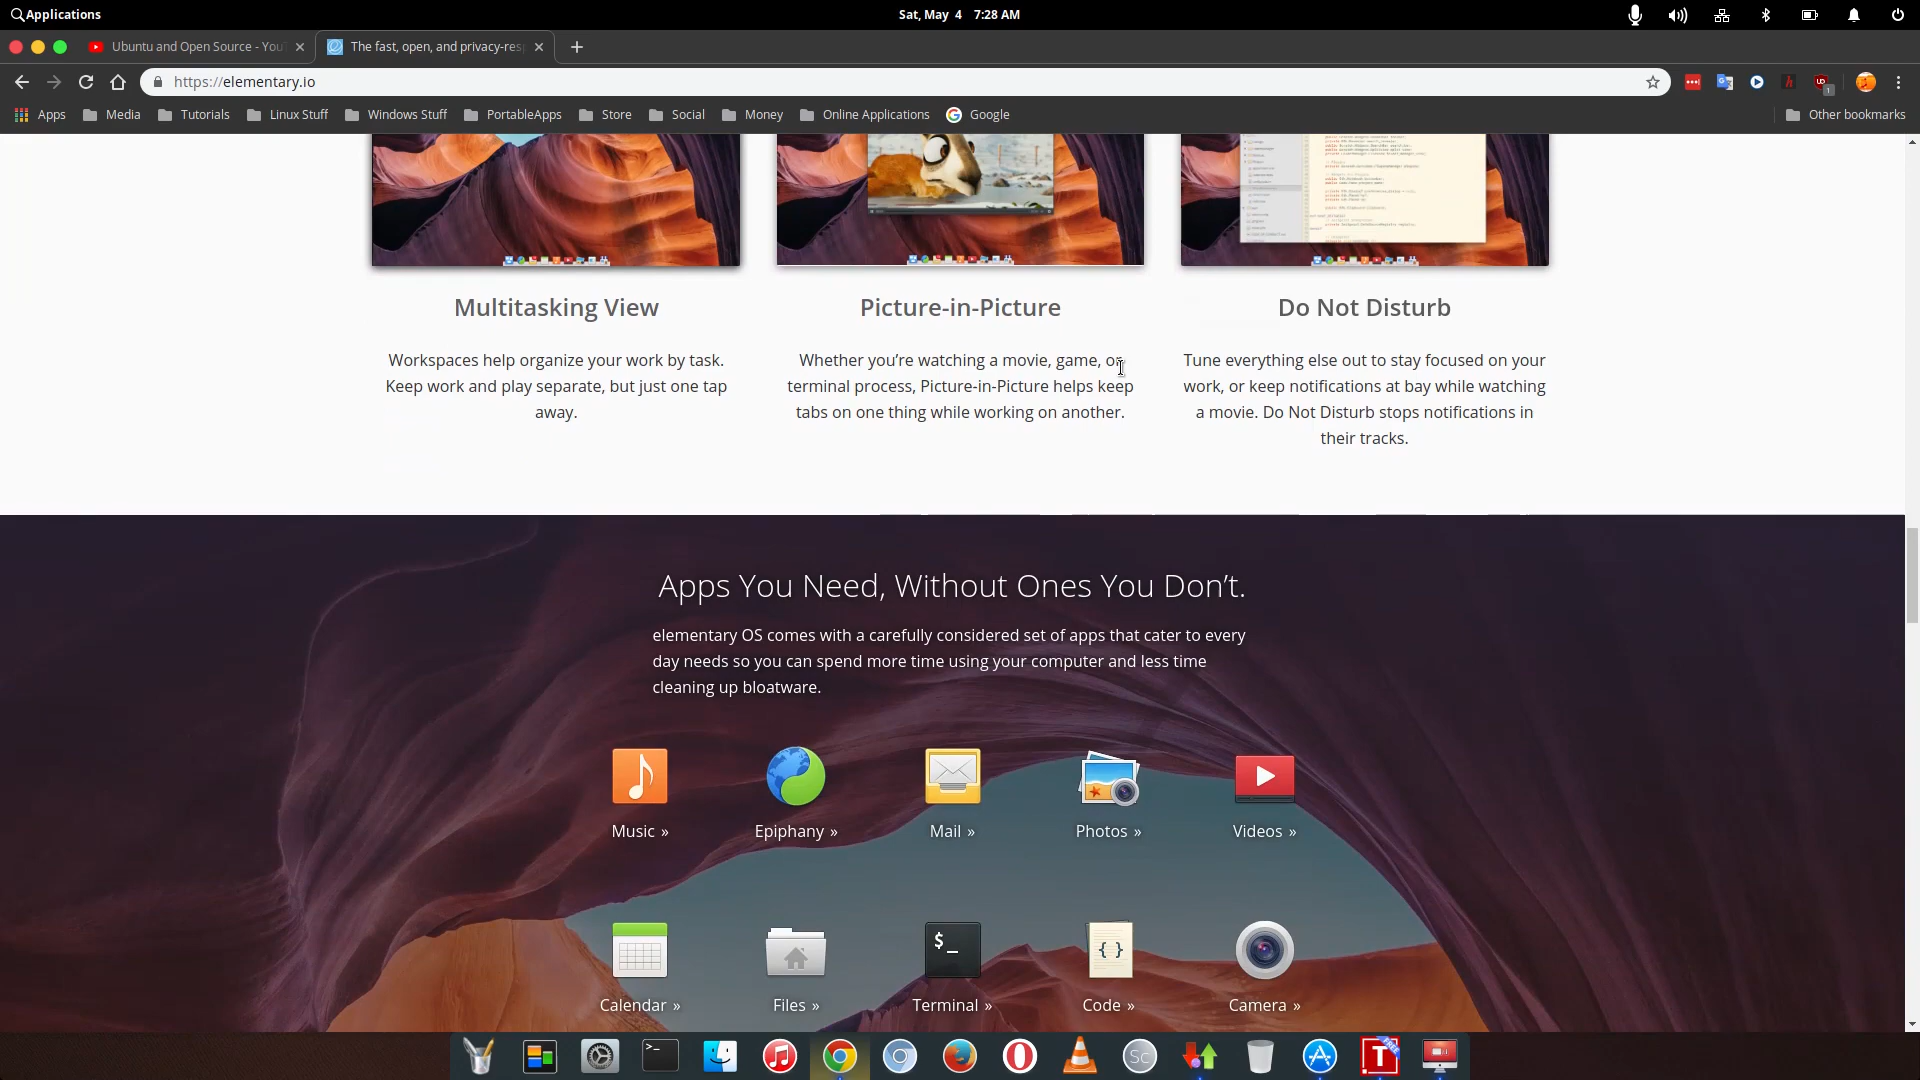 Applications
Sat, May 4 7:28 AM
Ubuntu and Open Source - You
The fast, open, and privacy-res
https://elementary.io
Apps
Media
Tutorials
Linux Stuff
Windows Stuff
PortableApps
Store
Social
Money
Online Applications
Google
Other bookmarks
Multitasking View
Workspaces help organize your work by task.
Keep work and play separate, but just one tap
away.
Picture-in-Picture
Whether you’re watching a movie, game, or
terminal process, Picture-in-Picture helps keep
tabs on one thing while working on another.
Do Not Disturb
Tune everything else out to stay focused on your
work, or keep notifications at bay while watching
a movie. Do Not Disturb stops notifications in
their tracks.
Apps You Need, Without Ones You Don’t.
elementary OS comes with a carefully considered set of apps that cater to every
day needs so you can spend more time using your computer and less time
cleaning up bloatware.
Music »
Epiphany »
Mail »
Photos »
Videos »
$_
{ }
Calendar »
Files »
Terminal »
Code »
Camera »
>_
Sc
T
FREE